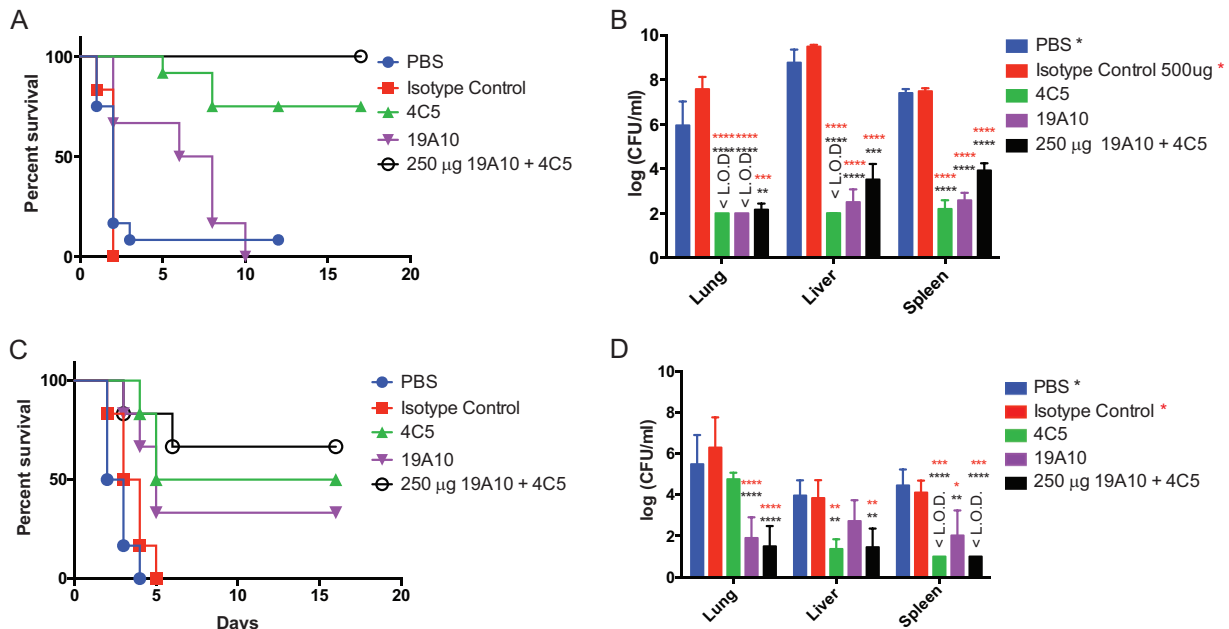 A
Percent survival
100
50
0
0 5 10 15 20
PBS
Isotype Control
4C5
19A10
250 μg 19A10 + 4C5
B
log (CFU/ml)
10
8
6
4
2
0
**** ****
**** ****
< L.O.D
< L.O.D
***
**
****
****
< L.O.D
****
****
****
***
****
****
****
****
****
****
Lung
Liver
Spleen
PBS *
Isotype Control 500ug *
4C5
19A10
250 μg 19A10 + 4C5
C
Percent survival
100
50
0
0 5 10 15 20
Days
PBS
Isotype Control
4C5
19A10
250 μg 19A10 + 4C5
D
log (CFU/ml)
10
8
6
4
2
0
****
****
****
****
**
**
**
**
***
****
< L.O.D.
*
**
***
****
< L.O.D.
Lung
Liver
Spleen
PBS *
Isotype Control *
4C5
19A10
250 μg 19A10 + 4C5